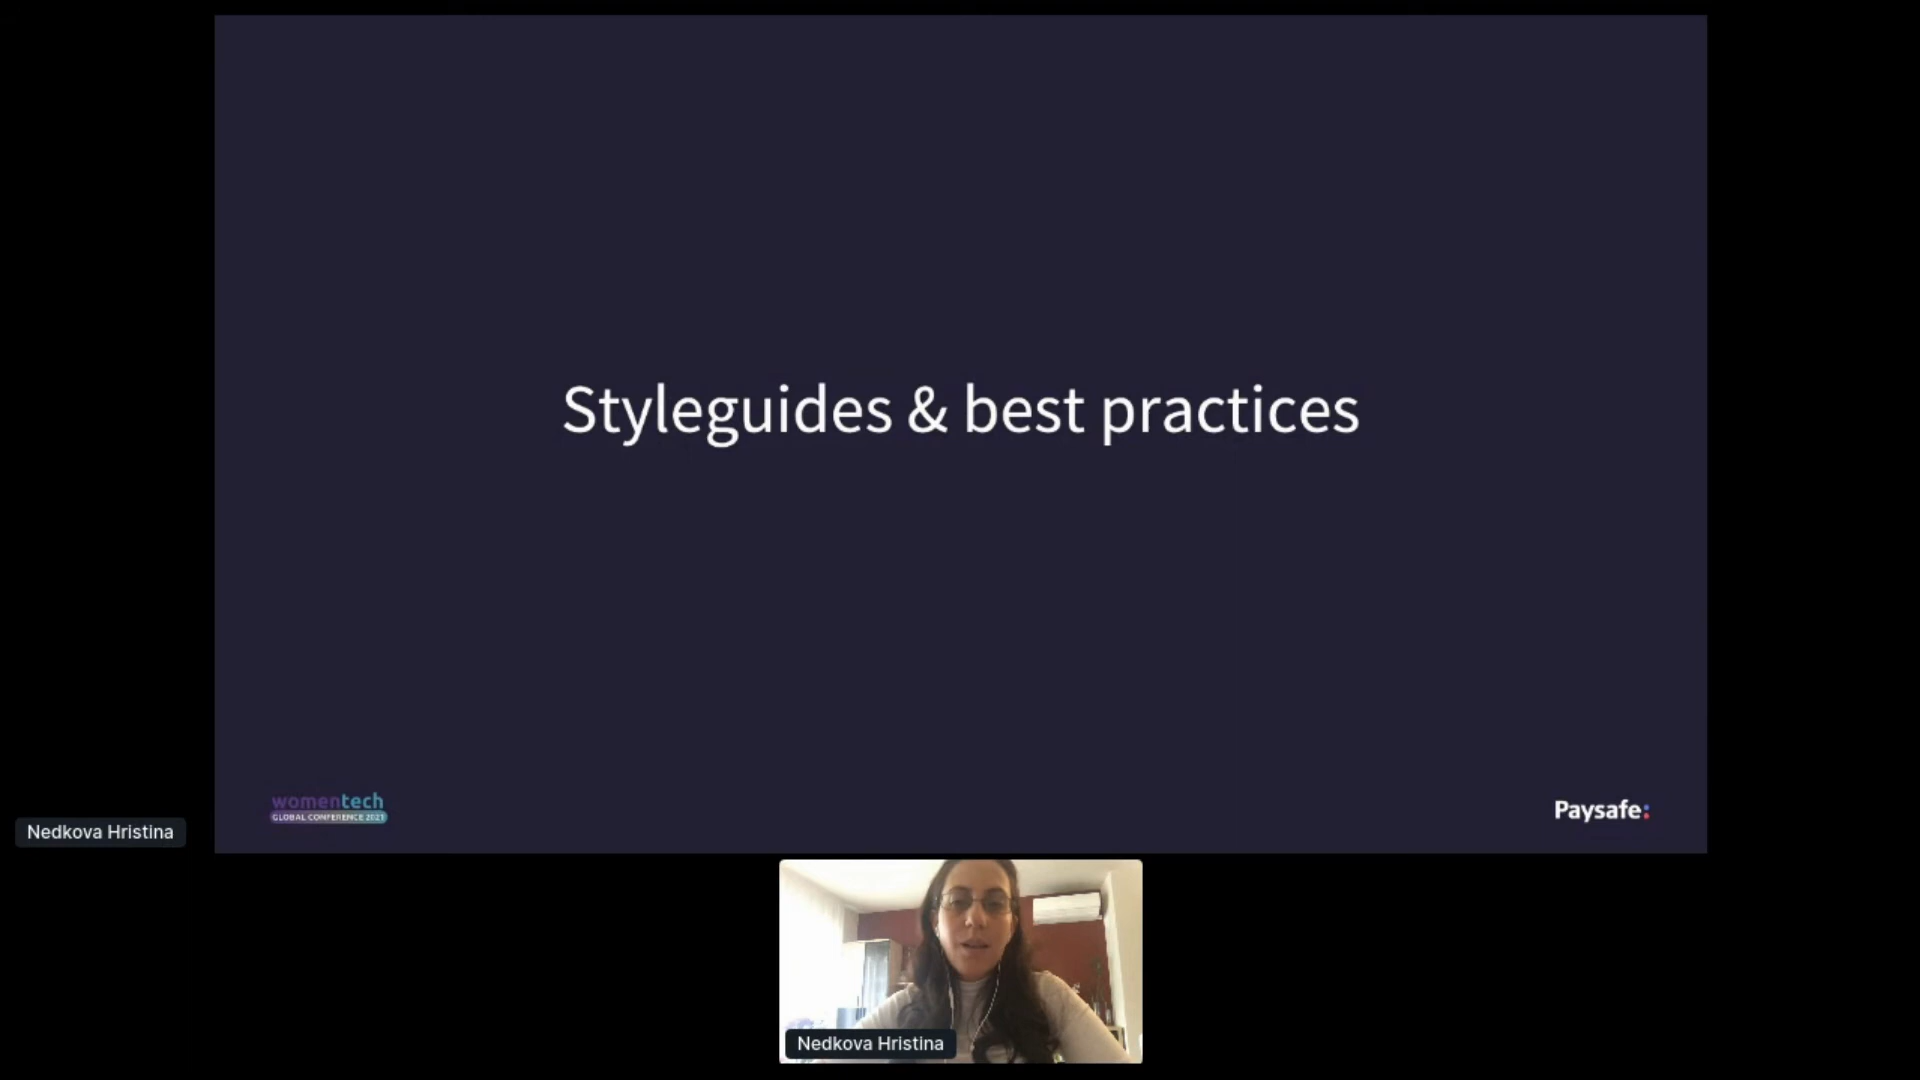 Styleguides & best practices
womentech
GLOBAL CONFERENCE 2021
Paysafe:
Nedkova Hristina
Nedkova Hristina